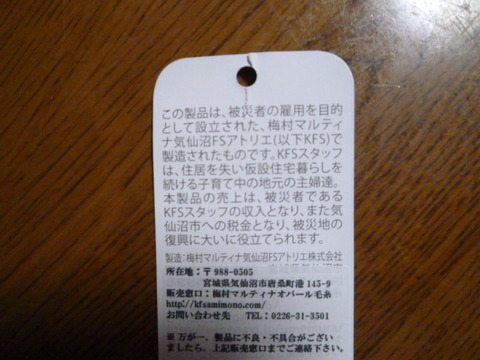 この製品は、被災者の雇用を目的
として設立された、梅村マルティ
ナ気仙沼FSアトリエ(以下KFS)で
製造されたものです。KFSスタッフ
は、住居を失い仮設住宅暮らしを
続ける子育て中の地元の主婦達。
本製品の売上は、被災者である
KFSスタッフの収入となり、また気
仙沼市への税金となり、被災地の
復興に大いに役立てられます。
製造:梅村マルティナ気仙沼FSアトリエ株式会社
所在地:〒988-0505
宮城県気仙沼市唐桑町港 145-9
販売窓口:梅村マルティナオパール毛糸
http://kfsamimono.com/
お問い合わせ先 TEL: 0226-31-3501
※ 万が一、製品に不良・不具合がござい
ましたら、上記販売窓口までご連絡下さい。